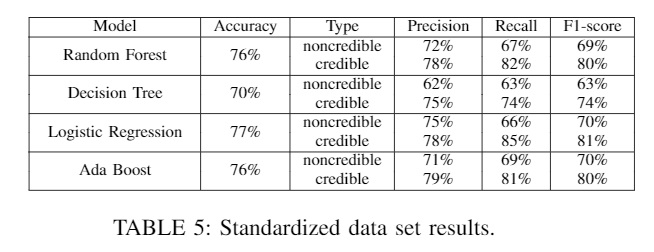 Model Accuracy Type Precision Recall F1-score
Random Forest 76% noncredible 72% 67% 69%
credible 78% 82% 80%
Decision Tree 70% noncredible 62% 63% 63%
credible 75% 74% 74%
Logistic Regression 77% noncredible 75% 66% 70%
credible 78% 85% 81%
Ada Boost 76% noncredible 71% 69% 70%
credible 79% 81% 80%
TABLE 5: Standardized data set results.